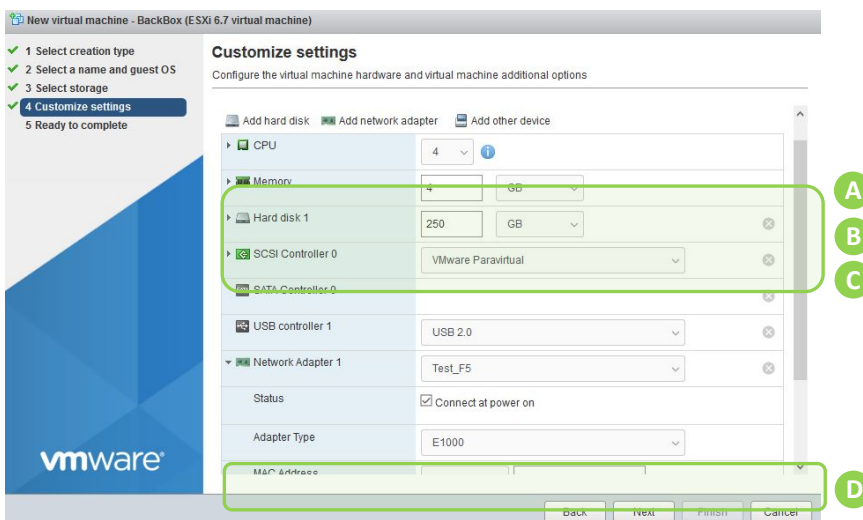 New virtual machine - BackBox (ESXi 6.7 virtual machine)
1 Select creation type
2 Select a name and guest OS
3 Select storage
4 Customize settings
5 Ready to complete
Customize settings
Configure the virtual machine hardware and virtual machine additional options
Add hard disk Add network adapter Add other device
CPU 4
Memory 4 GB
A
Hard disk 1 250 GB
B
SCSI Controller 0 VMware Paravirtual
C
SATA Controller 0
USB controller 1 USB 2.0
Network Adapter 1 Test_F5
Status Connect at power on
Adapter Type E1000
MAC Address
D
vmware®
Back Next Finish Cancel